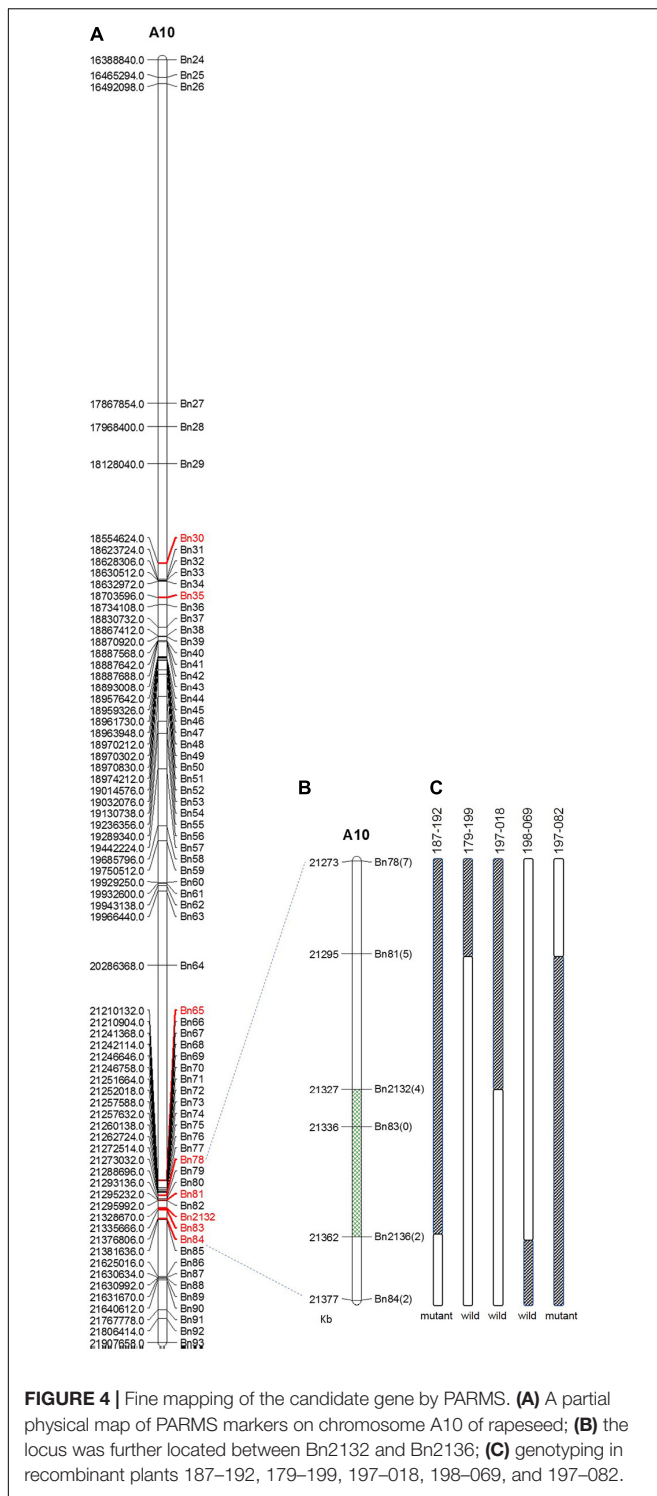 A A10
16388840.0 Bn24
16465294.0 Bn25
16492098.0 Bn26
17867854.0 Bn27
17968400.0 Bn28
18128040.0 Bn29
18554624.0 Bn30
18623724.0 Bn31
18628306.0 Bn32
18630512.0 Bn33
18632972.0 Bn34
18703596.0 Bn35
18734108.0 Bn36
18830732.0 Bn37
18867412.0 Bn38
18870920.0 Bn39
18887568.0 Bn40
18887642.0 Bn41
18887688.0 Bn42
18893008.0 Bn43
18957642.0 Bn44
18959326.0 Bn45
18961730.0 Bn46
18963948.0 Bn47
18970212.0 Bn48
18970302.0 Bn49
18970830.0 Bn50
18974212.0 Bn51
19014576.0 Bn52
19032076.0 Bn53
19130738.0 Bn54
19236356.0 Bn55
19289340.0 Bn56
19442224.0 Bn57
19685796.0 Bn58
19750512.0 Bn59
19929250.0 Bn60
19932600.0 Bn61
19943138.0 Bn62
19966440.0 Bn63
20286368.0 Bn64
21210132.0 Bn65
21210904.0 Bn66
21241368.0 Bn67
21242114.0 Bn68
21246646.0 Bn69
21246758.0 Bn70
21251664.0 Bn71
21252018.0 Bn72
21257588.0 Bn73
21257632.0 Bn74
21260138.0 Bn75
21262724.0 Bn76
21272514.0 Bn77
21273032.0 Bn78
21288696.0 Bn79
21293136.0 Bn80
21295232.0 Bn81
21295992.0 Bn82
21328670.0 Bn2132
21335666.0 Bn83
21376806.0 Bn84
21381636.0 Bn85
21625016.0 Bn86
21630634.0 Bn87
21630992.0 Bn88
21631670.0 Bn89
21640612.0 Bn90
21767778.0 Bn91
21806414.0 Bn92
21907658.0 Bn93
B
A10
21273 Bn78(7)
21295 Bn81(5)
21327 Bn2132(4)
21336 Bn83(0)
21362 Bn2136(2)
21377 Bn84(2)
Kb
C
187-192 179-199 197-018 198-069 197-082
mutant wild wild wild mutant
FIGURE 4 | Fine mapping of the candidate gene by PARMS. (A) A partial
physical map of PARMS markers on chromosome A10 of rapeseed; (B) the
locus was further located between Bn2132 and Bn2136; (C) genotyping in
recombinant plants 187–192, 179–199, 197–018, 198–069, and 197–082.